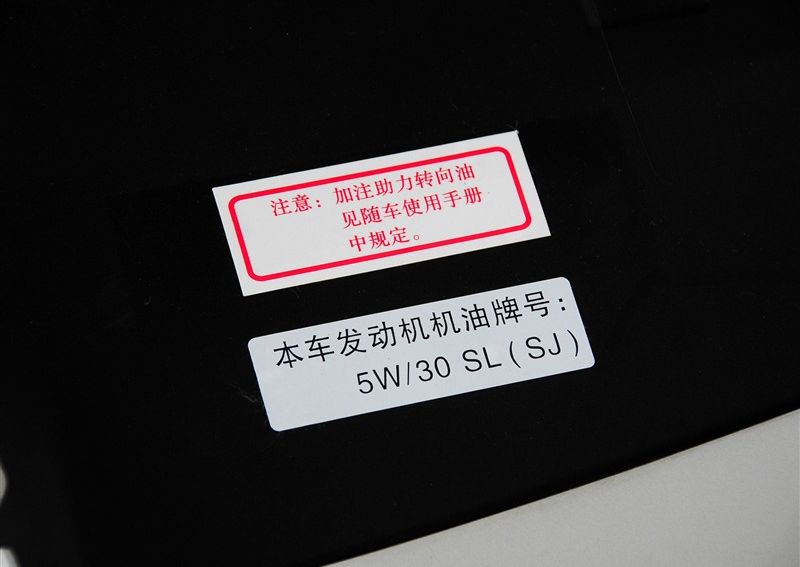 注意：加注助力转向油
见随车使用手册
中规定。
本车发动机机油牌号：
5W/30 SL(SJ)